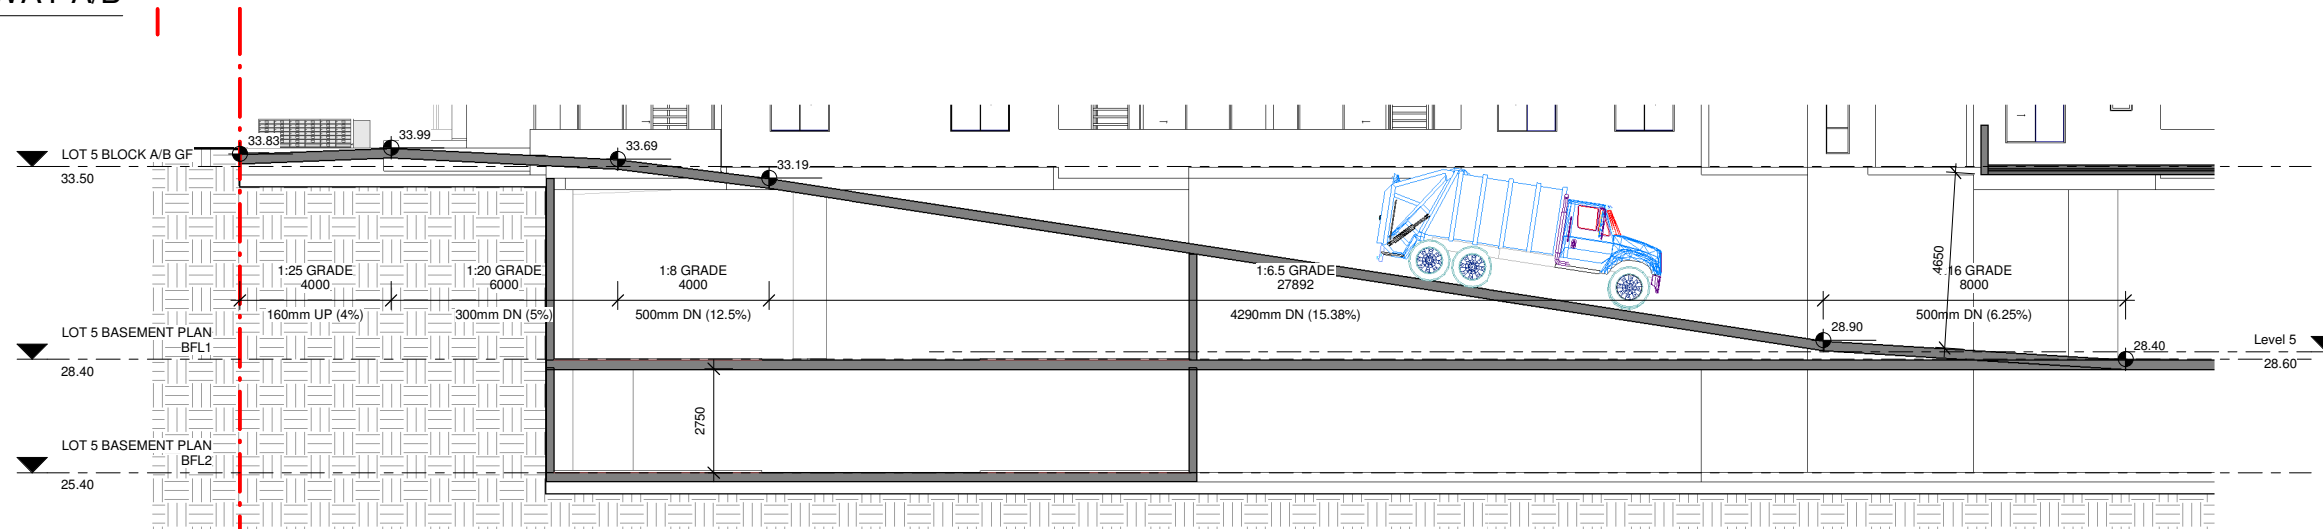 33.83
33.99
33.69
33.19
LOT 5 BLOCK A/B GF
33.50
1:25 GRADE
4000
160mm UP (4%)
1:20 GRADE
6000
300mm DN (5%)
1:8 GRADE
4000
500mm DN (12.5%)
1:6.5 GRADE
27892
4290mm DN (15.38%)
4650
16 GRADE
8000
500mm DN (6.25%)
LOT 5 BASEMENT PLAN
BFL1
28.40
28.90
28.40
Level 5
28.60
2750
LOT 5 BASEMENT PLAN
BFL2
25.40